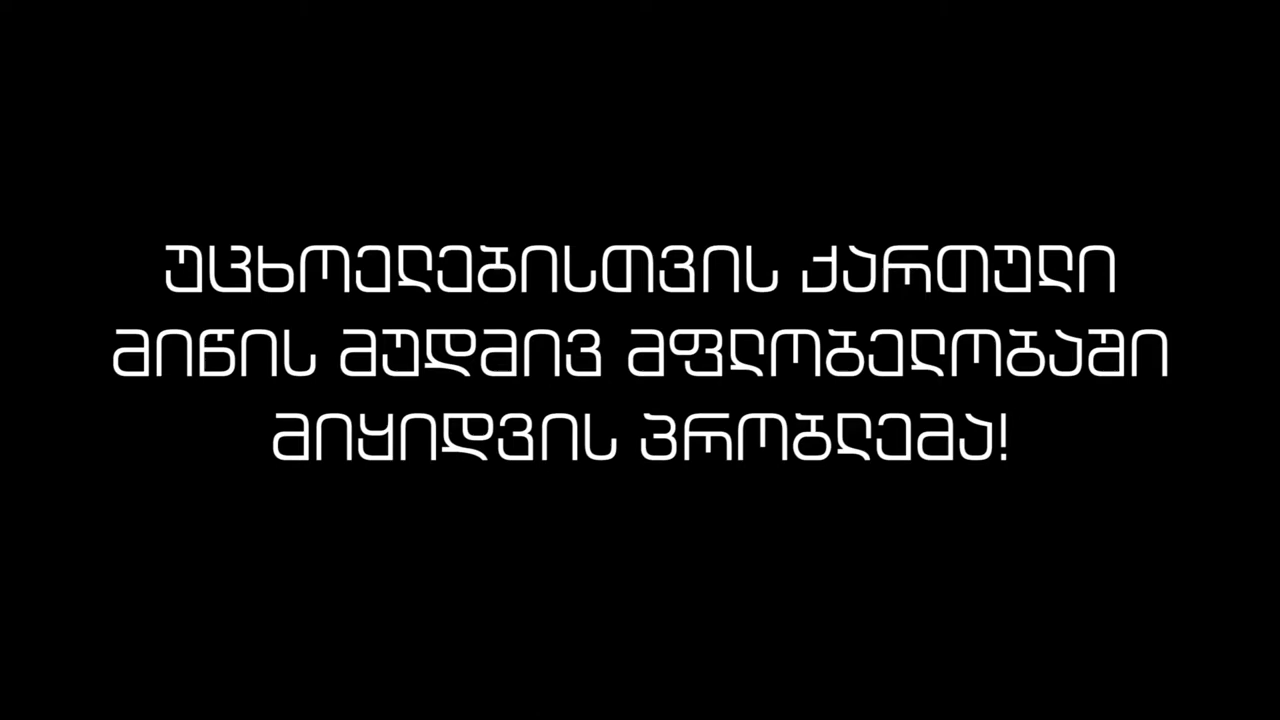 უცხოელებისთვის ქართული
მიწის მუდმივ მფლობელობაში
მიყიდვის პრობლემა!